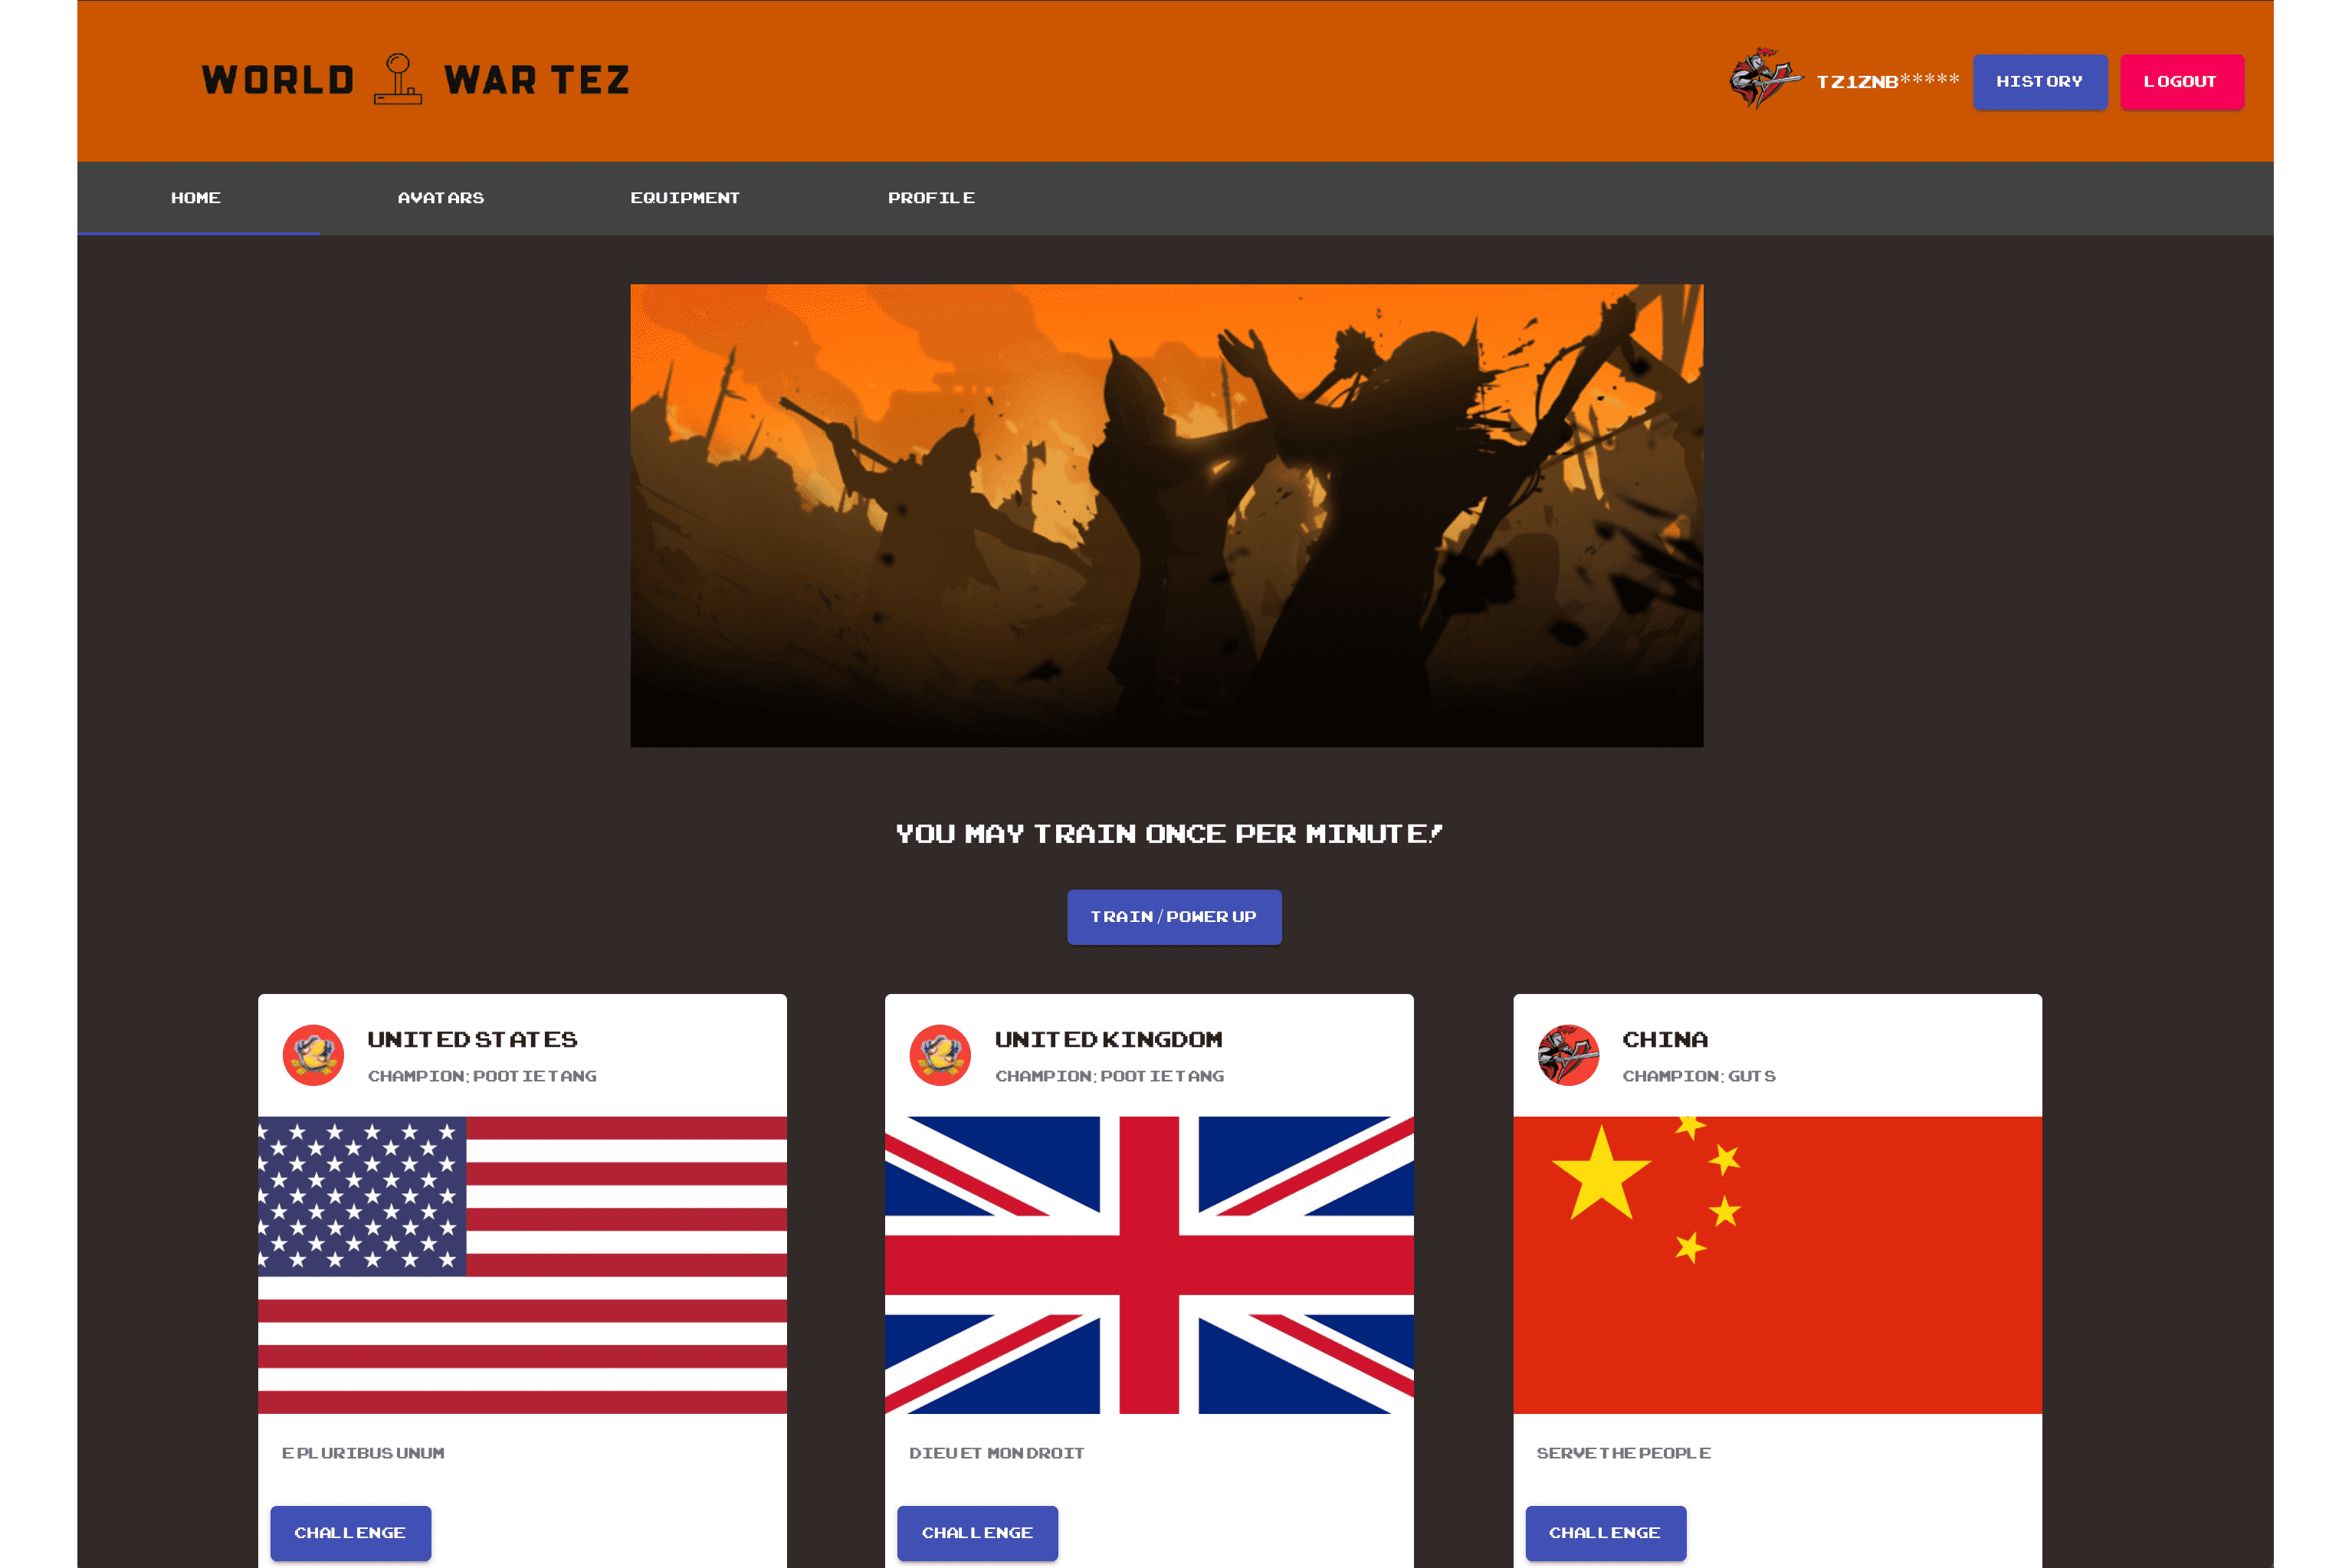 WORLD WAR TEZ
TZ1ZNB*****
HISTORY
LOGOUT
HOME
AVATARS
EQUIPMENT
PROFILE
YOU MAY TRAIN ONCE PER MINUTE!
TRAIN / POWER UP
UNITED STATES
CHAMPION: POOTIETANG
UNITED KINGDOM
CHAMPION: POOTIETANG
CHINA
CHAMPION: GUTS
E PLURIBUS UNUM
DIEU ET MON DROIT
SERVE THE PEOPLE
CHALLENGE
CHALLENGE
CHALLENGE